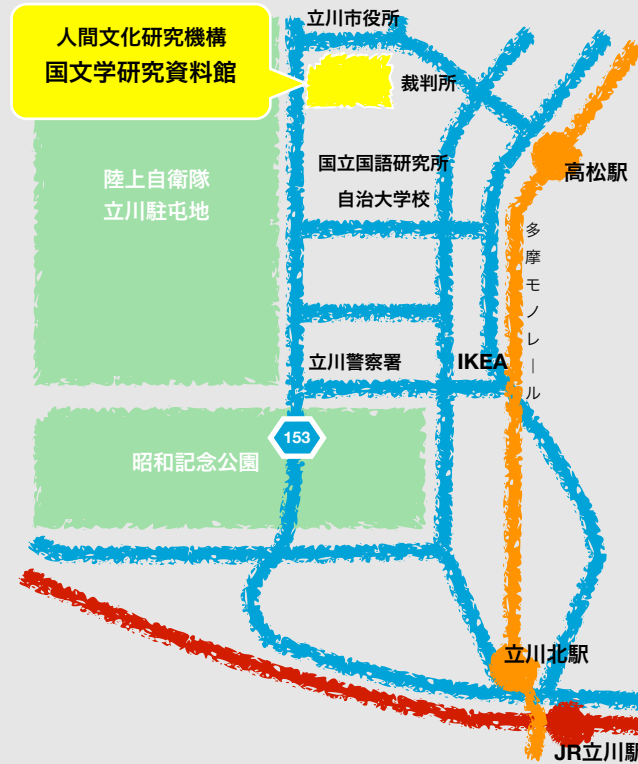 立川市役所
人間文化研究機構
国文学研究資料館
裁判所
国立国語研究所
自治大学校
高松駅
陸上自衛隊
立川駐屯地
多摩モノレール
立川警察署
IKEA
153
昭和記念公園
立川北駅
JR立川駅